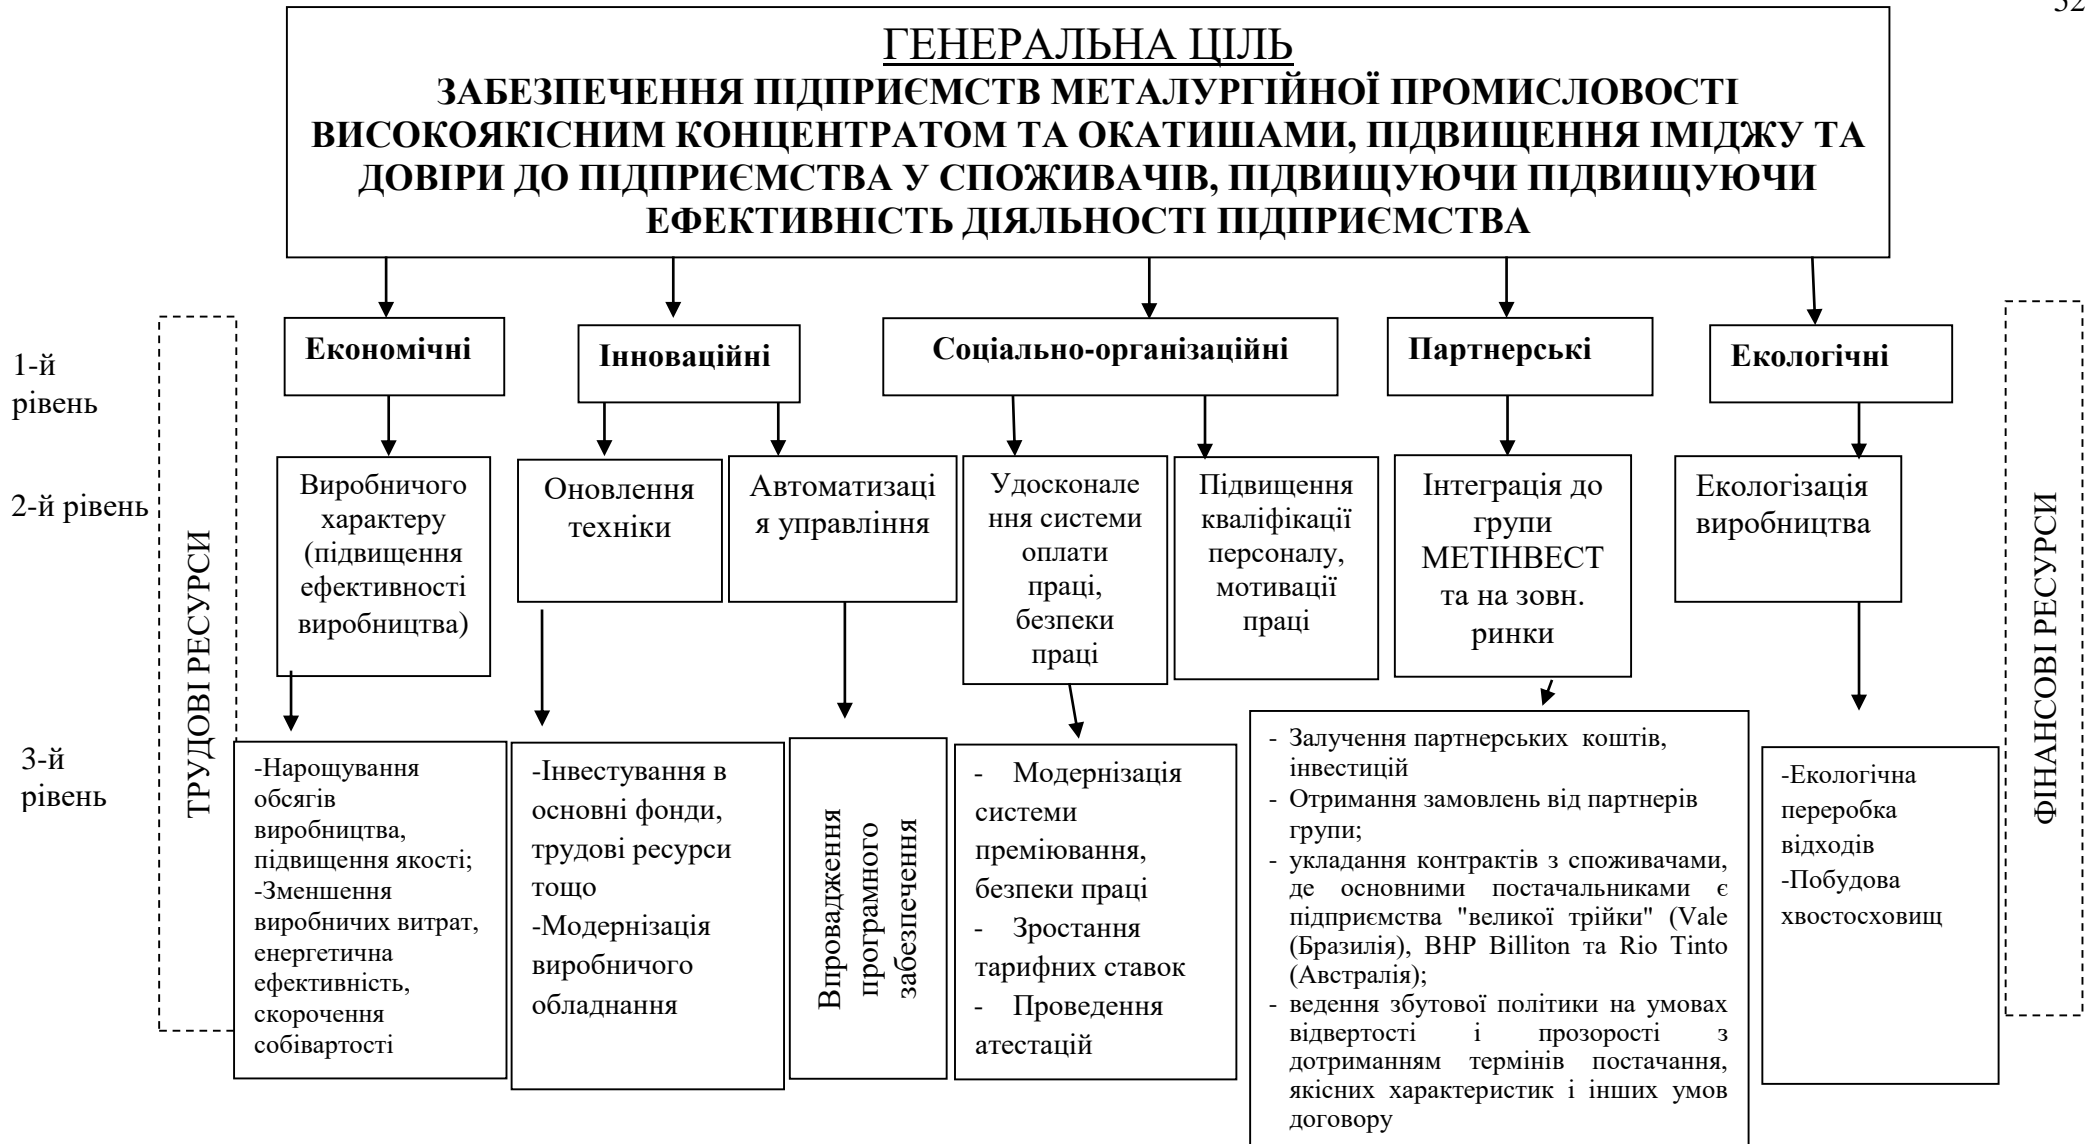 52
ГЕНЕРАЛЬНА ЦІЛЬ
ЗАБЕЗПЕЧЕННЯ ПІДПРИЄМСТВ МЕТАЛУРГІЙНОЇ ПРОМИСЛОВОСТІ
ВИСОКОЯКІСНИМ КОНЦЕНТРАТОМ ТА ОКАТИШАМИ, ПІДВИЩЕННЯ ІМІДЖУ ТА
ДОВІРИ ДО ПІДПРИЄМСТВА У СПОЖИВАЧІВ, ПІДВИЩУЮЧИ ПІДВИЩУЮЧИ
ЕФЕКТИВНІСТЬ ДІЯЛЬНОСТІ ПІДПРИЄМСТВА
1-й
рівень
Економічні
Інноваційні
Соціально-організаційні
Партнерські
Екологічні
2-й рівень
Виробничого
характеру
(підвищення
ефективності
виробництва)
Оновлення
техніки
Автоматизаці
я управління
Удосконале
ння системи
оплати
праці,
безпеки
праці
Підвищення
кваліфікації
персоналу,
мотивації
праці
Інтеграція до
групи
МЕТІНВЕСТ
та на зовн.
ринки
Екологізація
виробництва
ТРУДОВІ РЕСУРСИ
ФІНАНСОВІ РЕСУРСИ
3-й
рівень
-Нарощування
обсягів
виробництва,
підвищення якості;
-Зменшення
виробничих витрат,
енергетична
ефективність,
скорочення
собівартості
-Інвестування в
основні фонди,
трудові ресурси
тощо
-Модернізація
виробничого
обладнання
Впровадження
програмного
забезпечення
- Модернізація
системи
преміювання,
безпеки праці
- Зростання
тарифних ставок
- Проведення
атестацій
- Залучення партнерських коштів,
інвестицій
- Отримання замовлень від партнерів
групи;
- укладання контрактів з споживачами,
де основними постачальниками є
підприємства "великої трійки" (Vale
(Бразилія), BHP Billiton та Rio Tinto
(Австралія);
- ведення збутової політики на умовах
відвертості і прозорості з
дотриманням термінів постачання,
якісних характеристик і інших умов
договору
-Екологічна
переробка
відходів
-Побудова
хвостосховищ